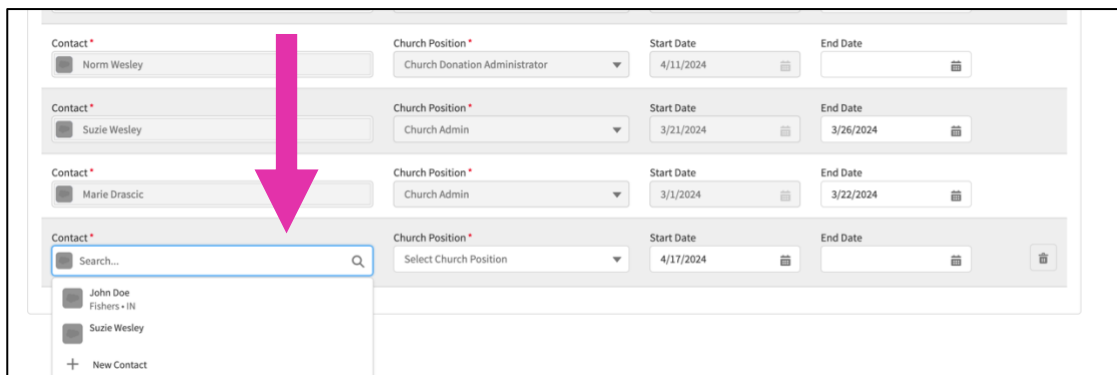 Contact* Church Position* Start Date End Date
Norm Wesley Church Donation Administrator 4/11/2024
Contact* Church Position* Start Date End Date
Suzie Wesley Church Admin 3/21/2024 3/26/2024
Contact* Church Position* Start Date End Date
Marie Drascic Church Admin 3/1/2024 3/22/2024
Contact* Church Position* Start Date End Date
Search... Select Church Position 4/17/2024
John Doe
Fishers • IN
Suzie Wesley
+ New Contact